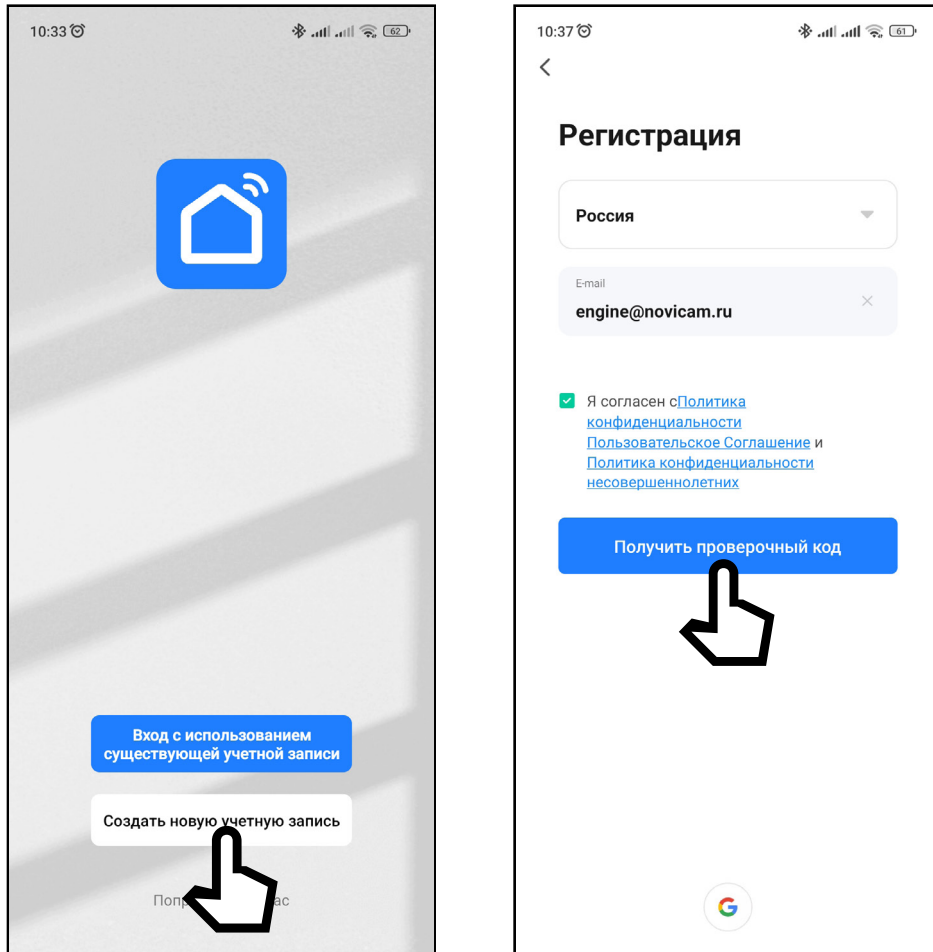 10:33
62
Вход с использованием
существующей учетной записи
Создать новую учетную запись
10:37
61
Регистрация
Россия
E-mail
engine@novicam.ru
Я согласен сПолитика
конфиденциальности
Пользовательское Соглашение и
Политика конфиденциальности
несовершеннолетних
Получить проверочный код
G